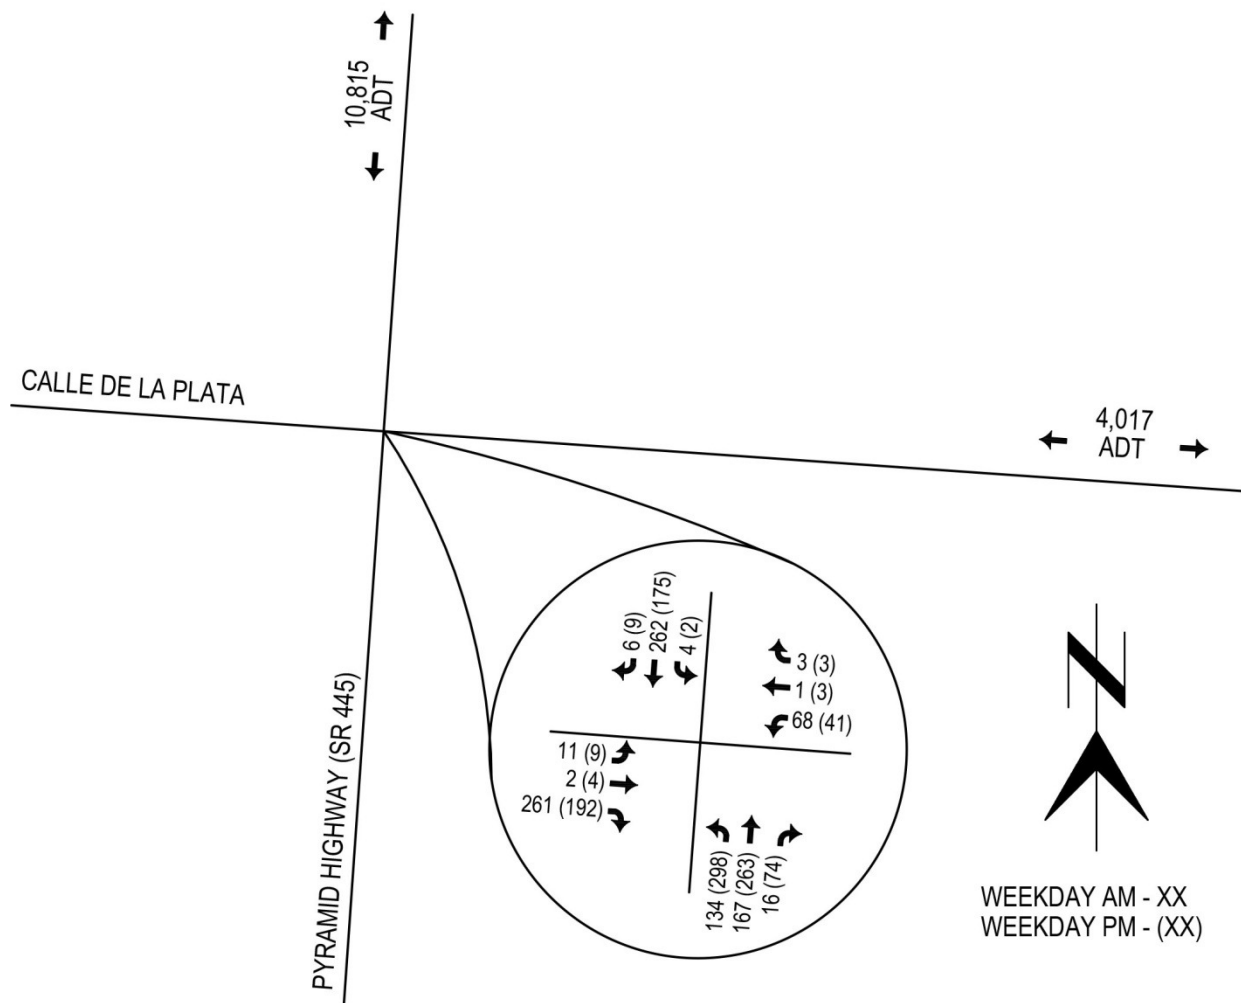 10,815
ADT
CALLE DE LA PLATA
4,017
ADT
PYRAMID HIGHWAY (SR 445)
6 (9)
262 (175)
4 (2)
3 (3)
1 (3)
68 (41)
11 (9)
2 (4)
261 (192)
134 (298)
167 (263)
16 (74)
N
WEEKDAY AM - XX
WEEKDAY PM - (XX)